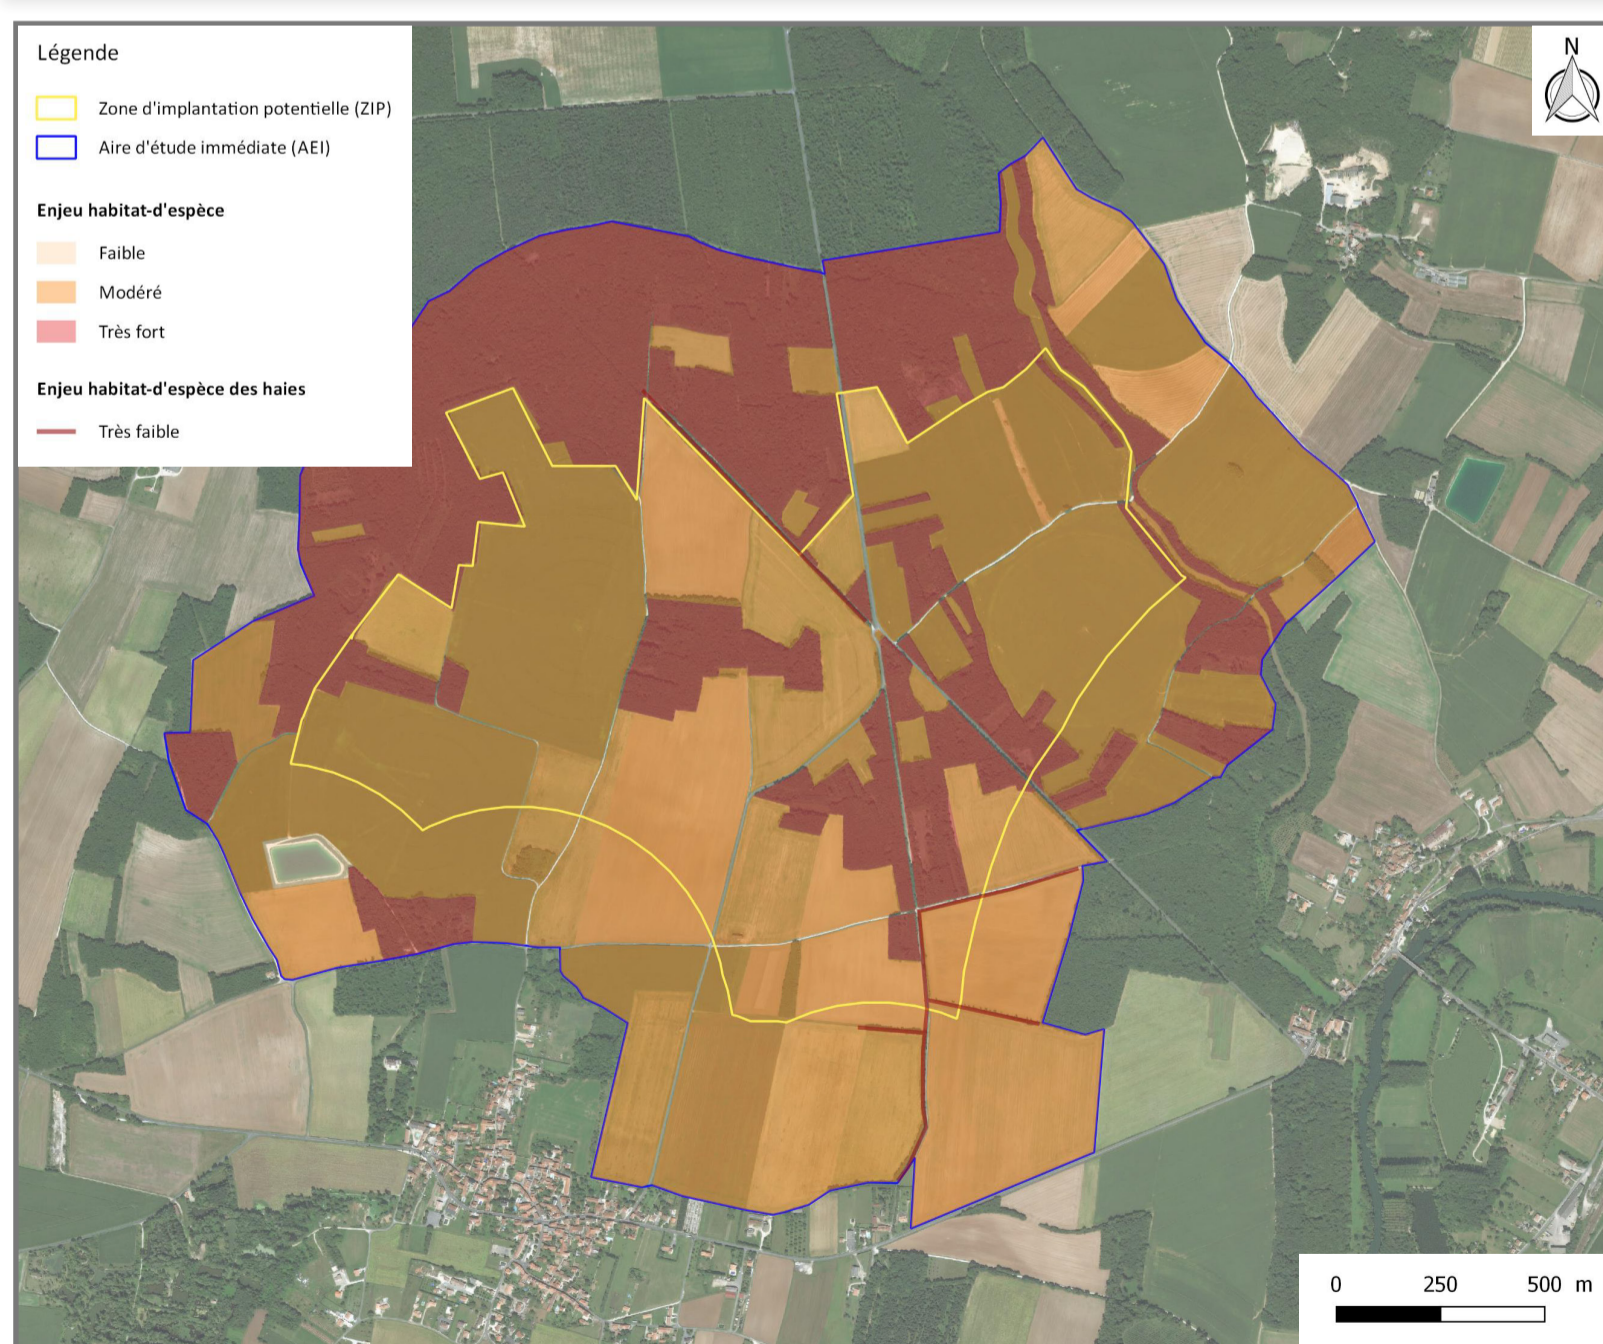 Légende
Zone d'implantation potentielle (ZIP)
Aire d'étude immédiate (AEI)
Enjeu habitat-d'espèce
Faible
Modéré
Très fort
Enjeu habitat-d'espèce des haies
Très faible
N
0 250 500 m